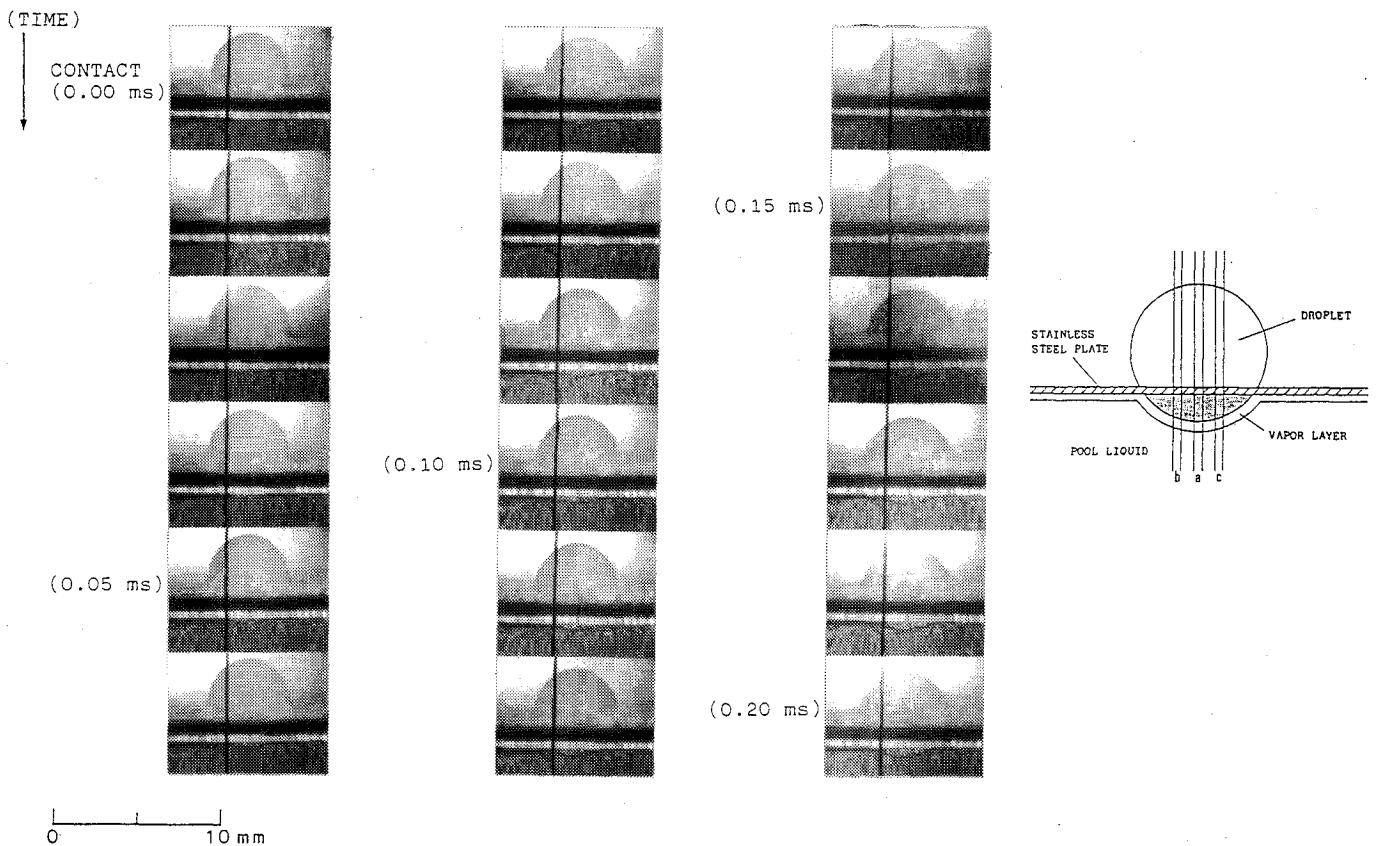 (TIME)
CONTACT
(0.00 ms)
(0.05 ms)
(0.10 ms)
(0.15 ms)
(0.20 ms)
0 10 mm
STAINLESS
STEEL PLATE
DROPLET
VAPOR LAYER
POOL LIQUID
b a c